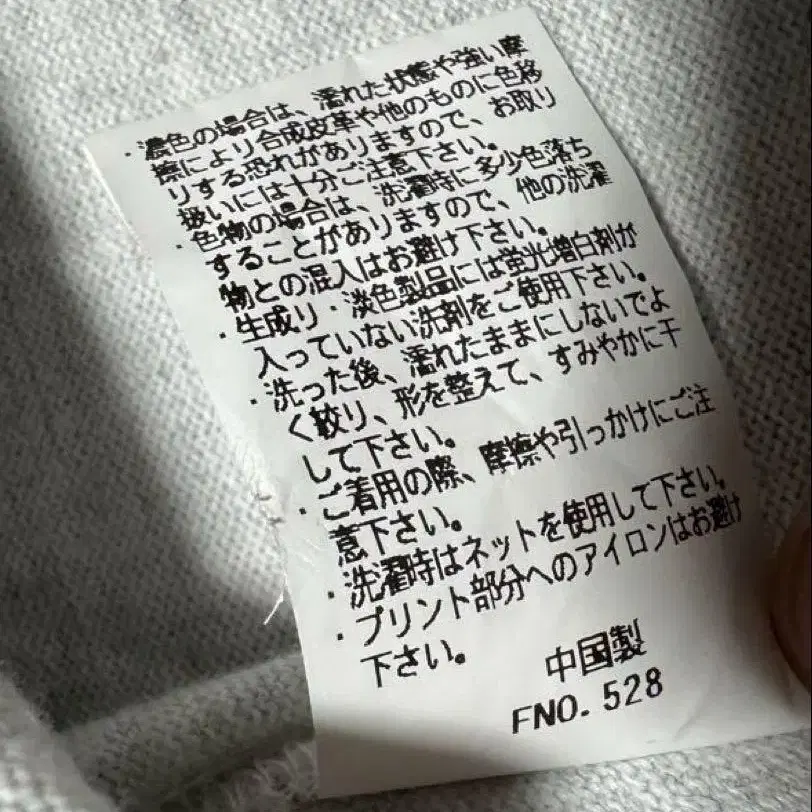 ・濃色の場合は、濡れた状態や強い摩
擦により合成皮革や他のものに色移
りする恐れがありますので、お取り
扱いには十分ご注意下さい。
・色物の場合は、洗濯時に多少色落ち
することがありますので、他の洗濯
物との混入はお避け下さい。
・生成り・淡色製品には蛍光増白剤が
入っていない洗剤をご使用下さい。
・洗った後、濡れたままにしないでよ
く絞り、形を整えて、すみやかに干
して下さい。
・ご着用の際、摩擦や引っかけにご注
意下さい。
・洗濯時はネットを使用して下さい。
・プリント部分へのアイロンはお避け
下さい。
中国製
FNO. 528